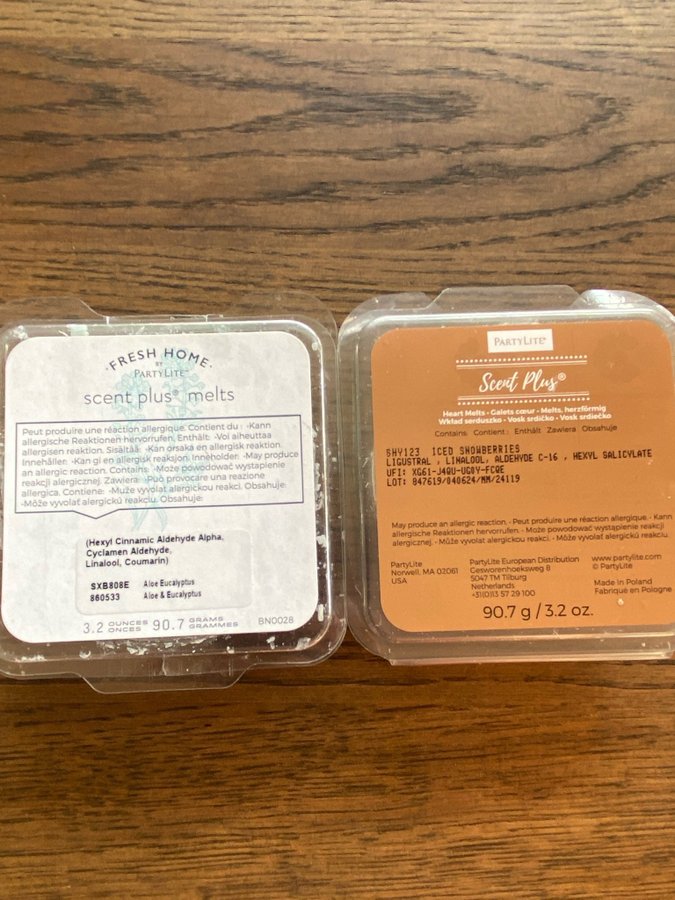 ·FRESH HOME·
BY
PARTYLITE™
scent plus® melts
Peut produire une réaction allergique. Contient du : ·Kann
allergische Reaktionen hervorrufen. Enthält: ·Voi aiheuttaa
allergisen reaktion. Sisältää: ·Kan orsaka en allergisk reaktion.
Innehållen ·Kan gi en allergisk reaksjon. Inneholder: ·May produce
an allergic reaction. Contains: ·Może powodować wystąpienie
reakcji alergicznej. Zawiera: ·Può provocare una reazione
allergica. Contiene: ·Muže vyvolat alergickou reakci. Obsahuje:
·Môže vyvolať alergickú reakciu. Obsahuje:
(Hexyl Cinnamic Aldehyde Alpha,
Cyclamen Aldehyde,
Linalool, Coumarin)
SXB808E Aloe Eucalyptus
860533 Aloe & Eucalyptus
3.2 OUNCES ONCES 90.7 GRAMS GRAMMES BN0028
PARTYLITE®
Scent Plus®
Heart Melts · Galets cœur · Melts, herzförmig
Wkład serduszko · Vosk srdíčko · Vosk srdiečko
Contains: Contient: Enthält Zawiera Obsahuje
SHY123 ICED SNOWBERRIES
LIGUSTRAL , LINALOOL, ALDEHYDE C-16 , HEXYL SALICYLATE
UFI: XG61-J4QU-UG0Y-FCQE
LOT: 847619/040624/MM/24119
May produce an allergic reaction. · Peut produire une réaction allergique. · Kann
allergische Reaktionen hervorrufen. · Może powodować wystąpienie reakcji
alergicznej. · Může vyvolat alergickou reakci. · Môže vyvolať alergickú reakciu
PartyLite
Norwell, MA 02061
USA
PartyLite European Distribution
Gesworenhoekseweg 8
5047 TM Tilburg
Netherlands
+31(0)13 57 29 100
www.partylite.com
© PartyLite
Made in Poland
Fabriqué en Pologne
90.7 g / 3.2 oz.